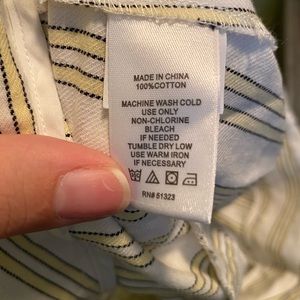 MADE IN CHINA
100%COTTON
MACHINE WASH COLD
USE ONLY
NON-CHLORINE
BLEACH
IF NEEDED
TUMBLE DRY LOW
USE WARM IRON
IF NECESSARY
RN# 51323